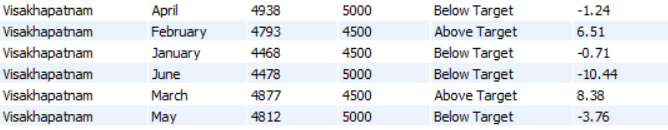 Visakhapatnam April 4938 5000 Below Target -1.24
Visakhapatnam February 4793 4500 Above Target 6.51
Visakhapatnam January 4468 4500 Below Target -0.71
Visakhapatnam June 4478 5000 Below Target -10.44
Visakhapatnam March 4877 4500 Above Target 8.38
Visakhapatnam May 4812 5000 Below Target -3.76